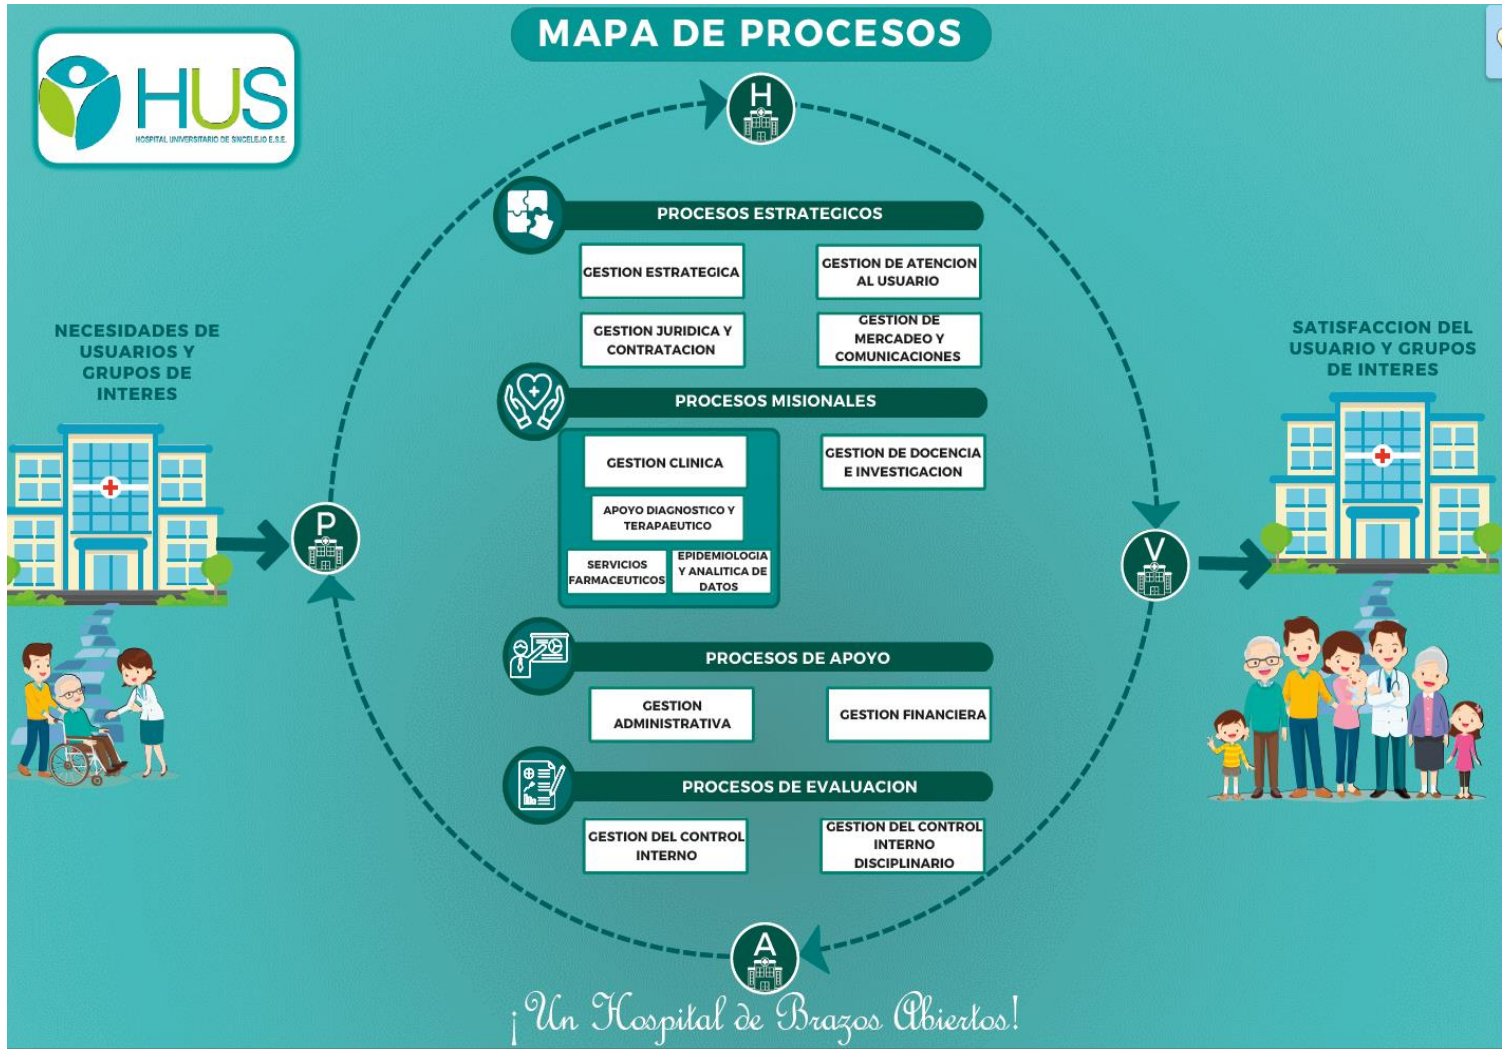 MAPA DE PROCESOS
HUS
HOSPITAL UNIVERSITARIO DE SINCELEJO E.S.E.
H
PROCESOS ESTRATEGICOS
GESTION ESTRATEGICA
GESTION DE ATENCION
AL USUARIO
GESTION JURIDICA Y
CONTRATACION
GESTION DE
MERCADEO Y
COMUNICACIONES
NECESIDADES DE
USUARIOS Y
GRUPOS DE
INTERES
SATISFACCION DEL
USUARIO Y GRUPOS
DE INTERES
PROCESOS MISIONALES
GESTION CLINICA
GESTION DE DOCENCIA
E INVESTIGACION
APOYO DIAGNOSTICO Y
TERAPAEUTICO
SERVICIOS
FARMACEUTICOS
EPIDEMIOLOGIA
Y ANALITICA DE
DATOS
P
V
PROCESOS DE APOYO
GESTION
ADMINISTRATIVA
GESTION FINANCIERA
PROCESOS DE EVALUACION
GESTION DEL CONTROL
INTERNO
GESTION DEL CONTROL
INTERNO
DISCIPLINARIO
A
¡Un Hospital de Brazos Abiertos!